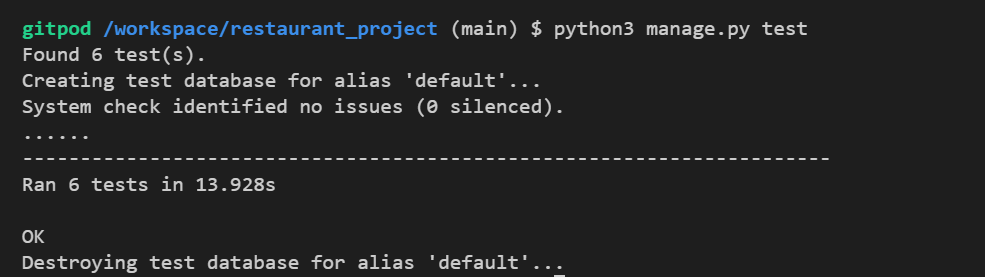 gitpod /workspace/restaurant_project (main) $ python3 manage.py test
Found 6 test(s).
Creating test database for alias 'default'...
System check identified no issues (0 silenced).
......
----------------------------------------------------------------------
Ran 6 tests in 13.928s
OK
Destroying test database for alias 'default'...